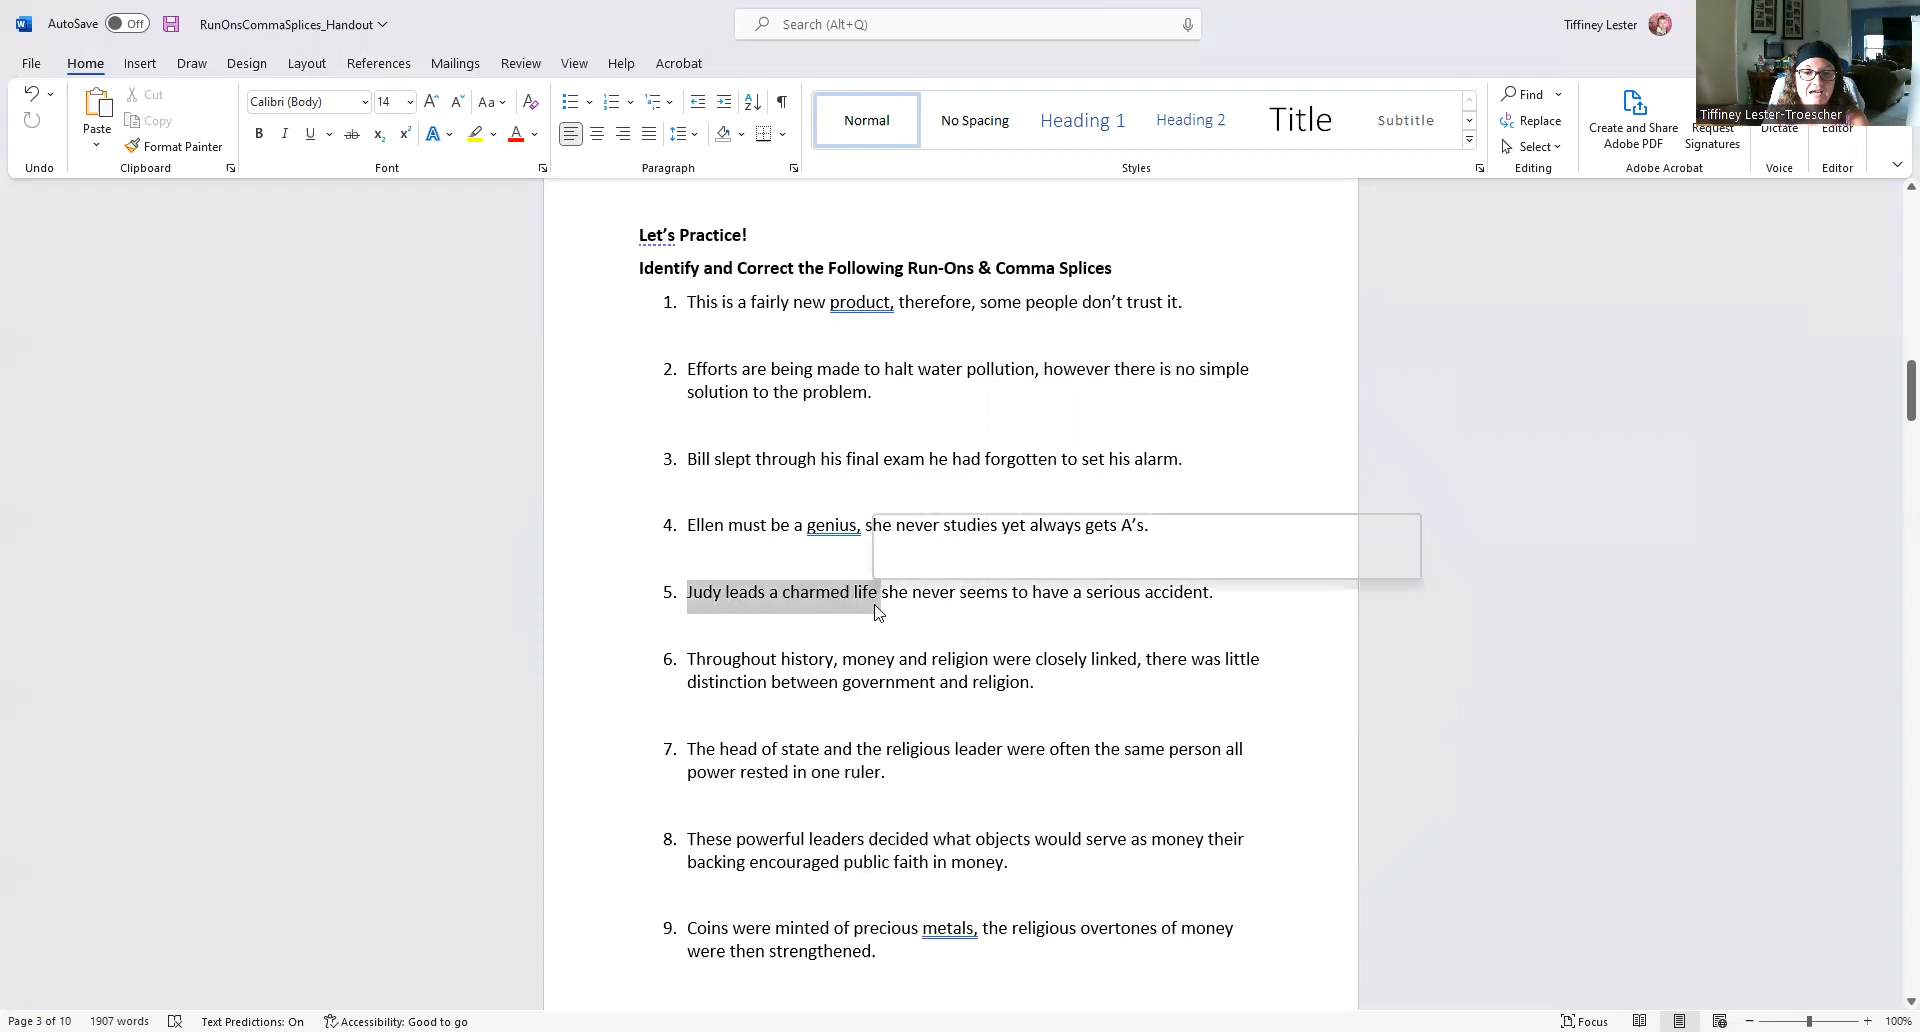 AutoSave Off RunOnsCommaSplices_Handout Search (Alt+Q) Tiffiney Lester
File Home Insert Draw Design Layout References Mailings Review View Help Acrobat
Paste Cut Copy Format Painter
Calibri (Body) 14
Normal No Spacing Heading 1 Heading 2 Title Subtitle
Find Replace Select
Create and Share Adobe PDF
Request Signatures
Dictate
Editor
Tiffiney Lester-Troescher
Undo Clipboard Font Paragraph Styles Editing Adobe Acrobat Voice Editor
Let’s Practice!
Identify and Correct the Following Run-Ons & Comma Splices
1. This is a fairly new product, therefore, some people don’t trust it.
2. Efforts are being made to halt water pollution, however there is no simple
solution to the problem.
3. Bill slept through his final exam he had forgotten to set his alarm.
4. Ellen must be a genius, she never studies yet always gets A’s.
5. Judy leads a charmed life she never seems to have a serious accident.
6. Throughout history, money and religion were closely linked, there was little
distinction between government and religion.
7. The head of state and the religious leader were often the same person all
power rested in one ruler.
8. These powerful leaders decided what objects would serve as money their
backing encouraged public faith in money.
9. Coins were minted of precious metals, the religious overtones of money
were then strengthened.
Page 3 of 10 1907 words Text Predictions: On Accessibility: Good to go Focus 100%